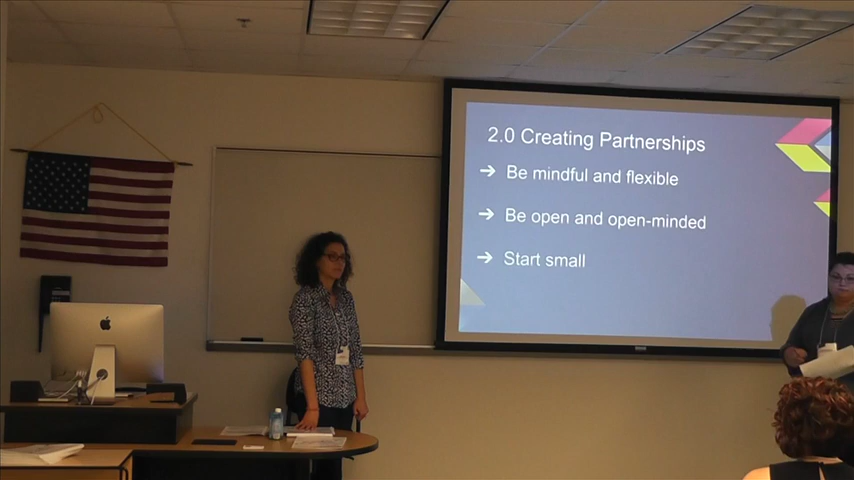 2.0 Creating Partnerships
➔ Be mindful and flexible
➔ Be open and open-minded
➔ Start small